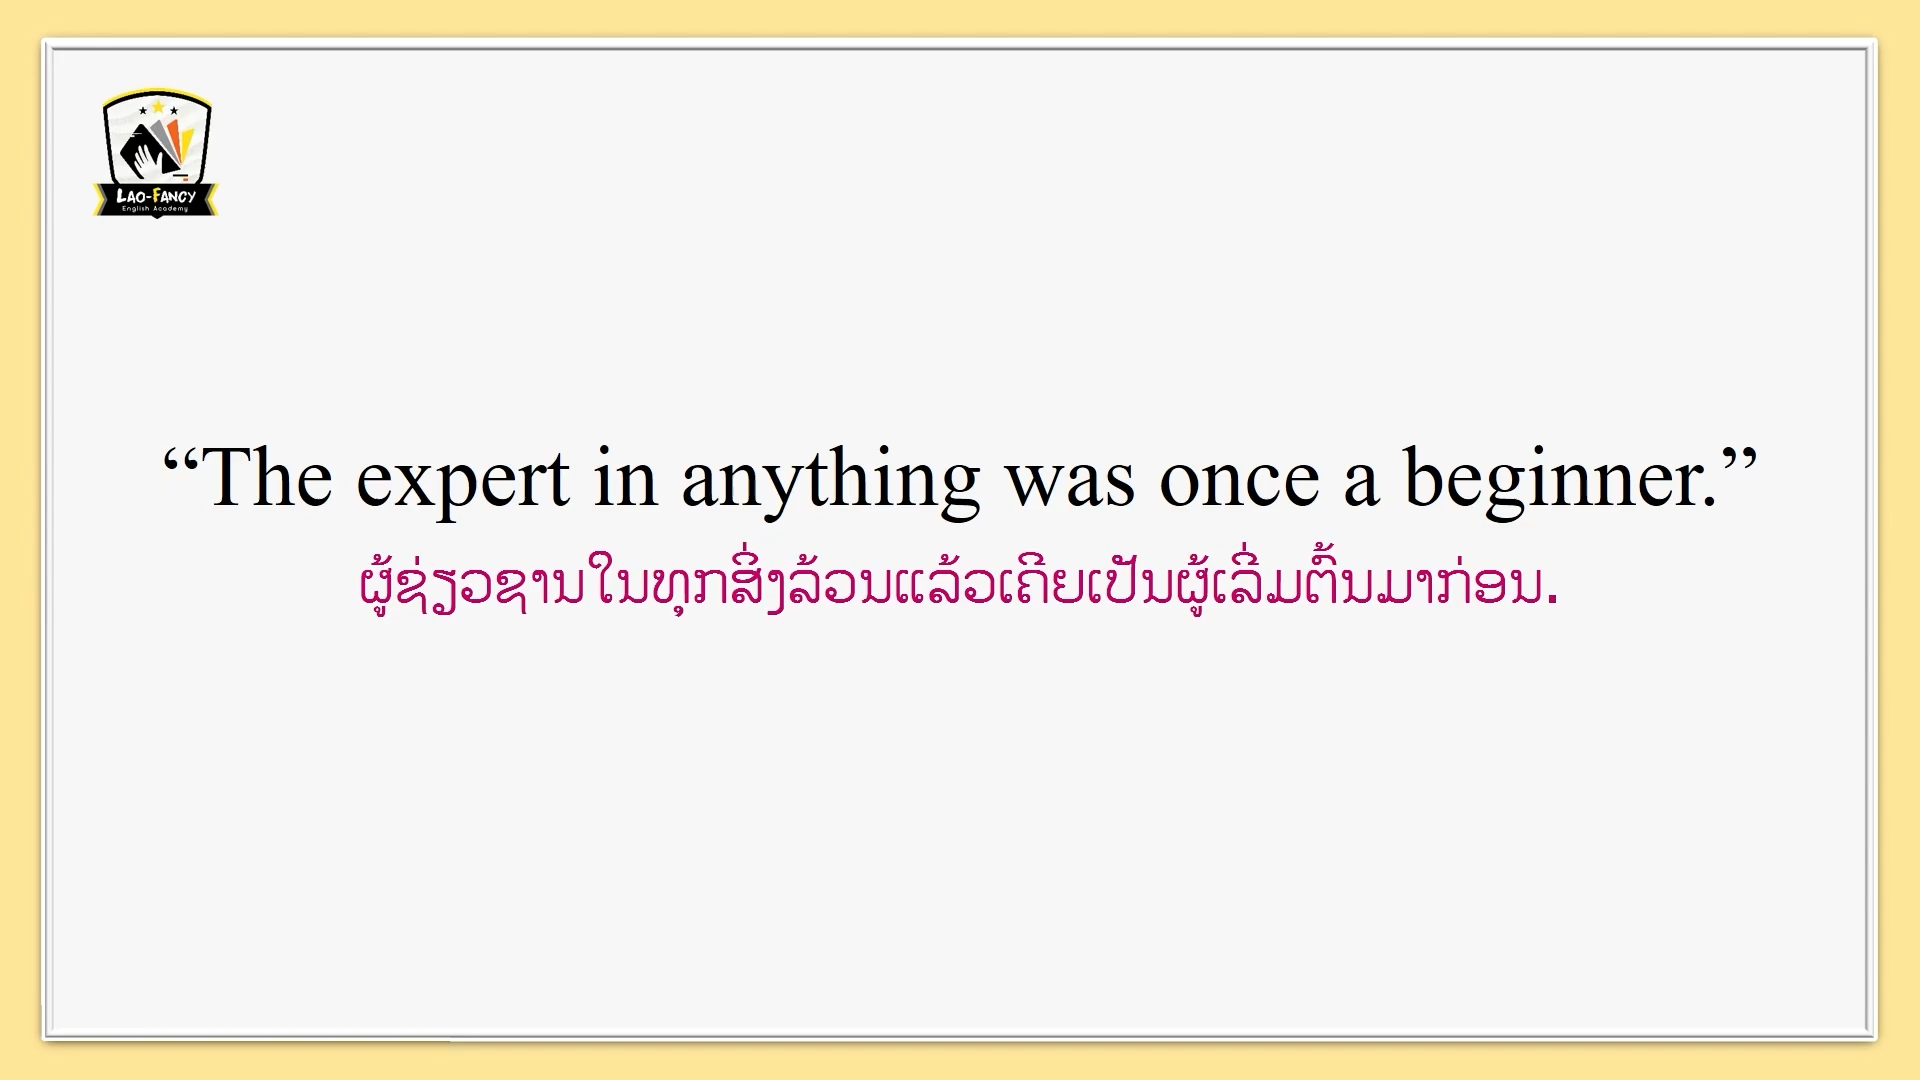 LAO-FANCY
English Academy
“The expert in anything was once a beginner.”
ຜູ້ຊ່ຽວຊານໃນທຸກສິ່ງລ້ວນແລ້ວເຄີຍເປັນຜູ້ເລີ່ມຕົ້ນມາກ່ອນ.